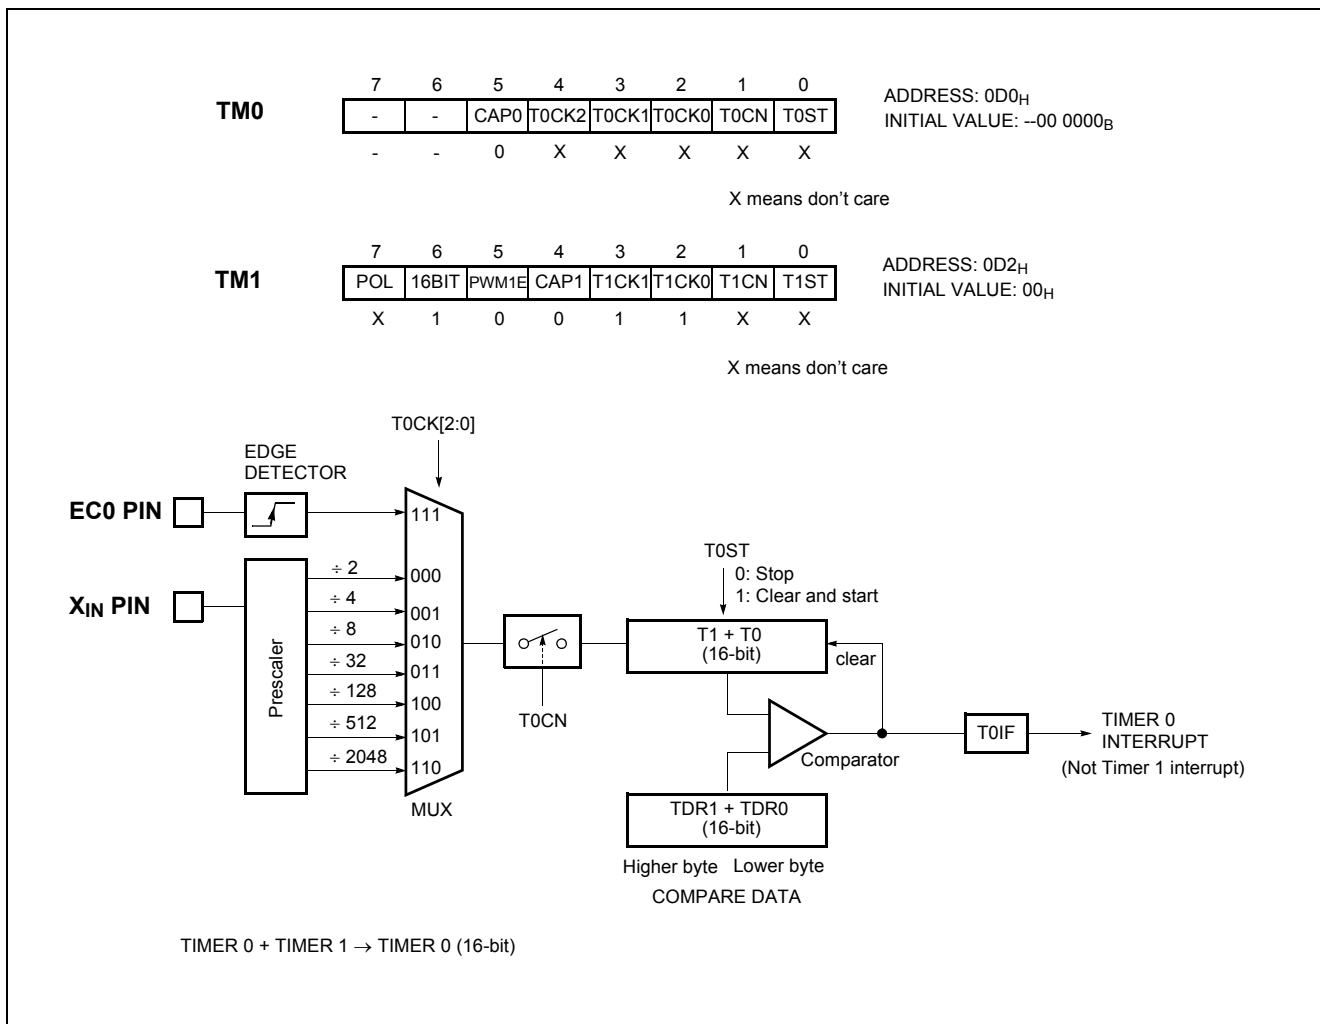 7 6 5 4 3 2 1 0
TM0 - - CAP0 T0CK2 T0CK1 T0CK0 T0CN T0ST
- - 0 X X X X X
ADDRESS: 0D0H
INITIAL VALUE: --00 0000B
X means don't care
7 6 5 4 3 2 1 0
TM1 POL 16BIT PWM1E CAP1 T1CK1 T1CK0 T1CN T1ST
X 1 0 0 1 1 X X
ADDRESS: 0D2H
INITIAL VALUE: 00H
X means don't care
T0CK[2:0]
EDGE
DETECTOR
EC0 PIN
111
XIN PIN
Prescaler
÷ 2
000
÷ 4
001
÷ 8
010
÷ 32
011
÷ 128
100
÷ 512
101
÷ 2048
110
MUX
T0CN
T0ST
0: Stop
1: Clear and start
T1 + T0
(16-bit)
clear
Comparator
T0IF
TIMER 0
INTERRUPT
(Not Timer 1 interrupt)
TDR1 + TDR0
(16-bit)
Higher byte Lower byte
COMPARE DATA
TIMER 0 + TIMER 1 → TIMER 0 (16-bit)